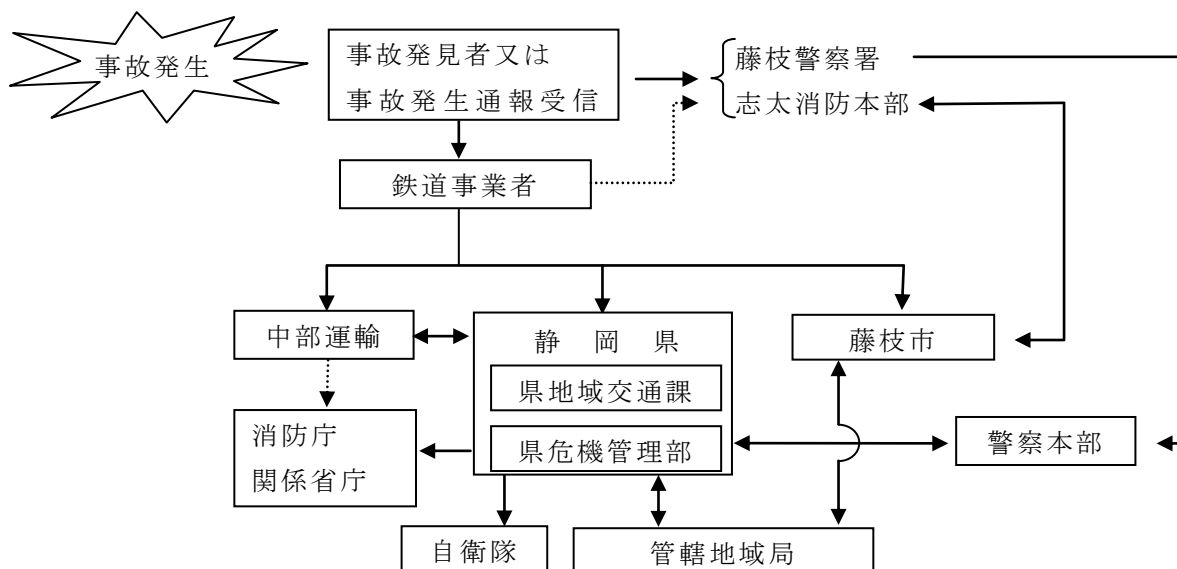 事故発生
事故発見者又は
事故発生通報受信
藤枝警察署
志太消防本部
鉄道事業者
中部運輸
静岡県
県地域交通課
県危機管理部
藤枝市
消防庁
関係省庁
警察本部
自衛隊
管轄地域局